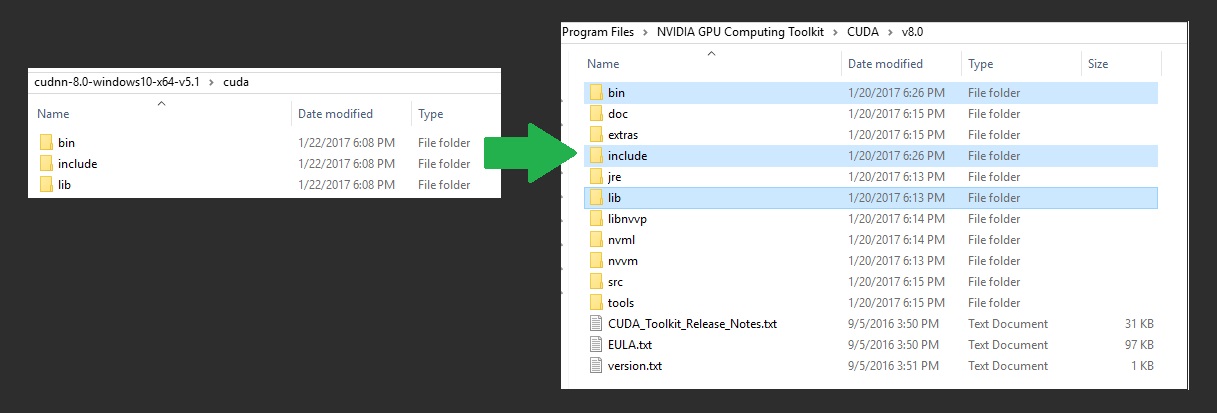 cudnn-8.0-windows10-x64-v5.1 > cuda
Name Date modified Type
bin 1/22/2017 6:08 PM File folder
include 1/22/2017 6:08 PM File folder
lib 1/22/2017 6:08 PM File folder
Program Files > NVIDIA GPU Computing Toolkit > CUDA > v8.0
Name Date modified Type Size
bin 1/20/2017 6:26 PM File folder
doc 1/20/2017 6:15 PM File folder
extras 1/20/2017 6:15 PM File folder
include 1/20/2017 6:26 PM File folder
jre 1/20/2017 6:13 PM File folder
lib 1/20/2017 6:13 PM File folder
libnvvp 1/20/2017 6:14 PM File folder
nvml 1/20/2017 6:14 PM File folder
nvvm 1/20/2017 6:13 PM File folder
src 1/20/2017 6:15 PM File folder
tools 1/20/2017 6:15 PM File folder
CUDA_Toolkit_Release_Notes.txt 9/5/2016 3:50 PM Text Document 31 KB
EULA.txt 9/5/2016 3:50 PM Text Document 97 KB
version.txt 9/5/2016 3:51 PM Text Document 1 KB